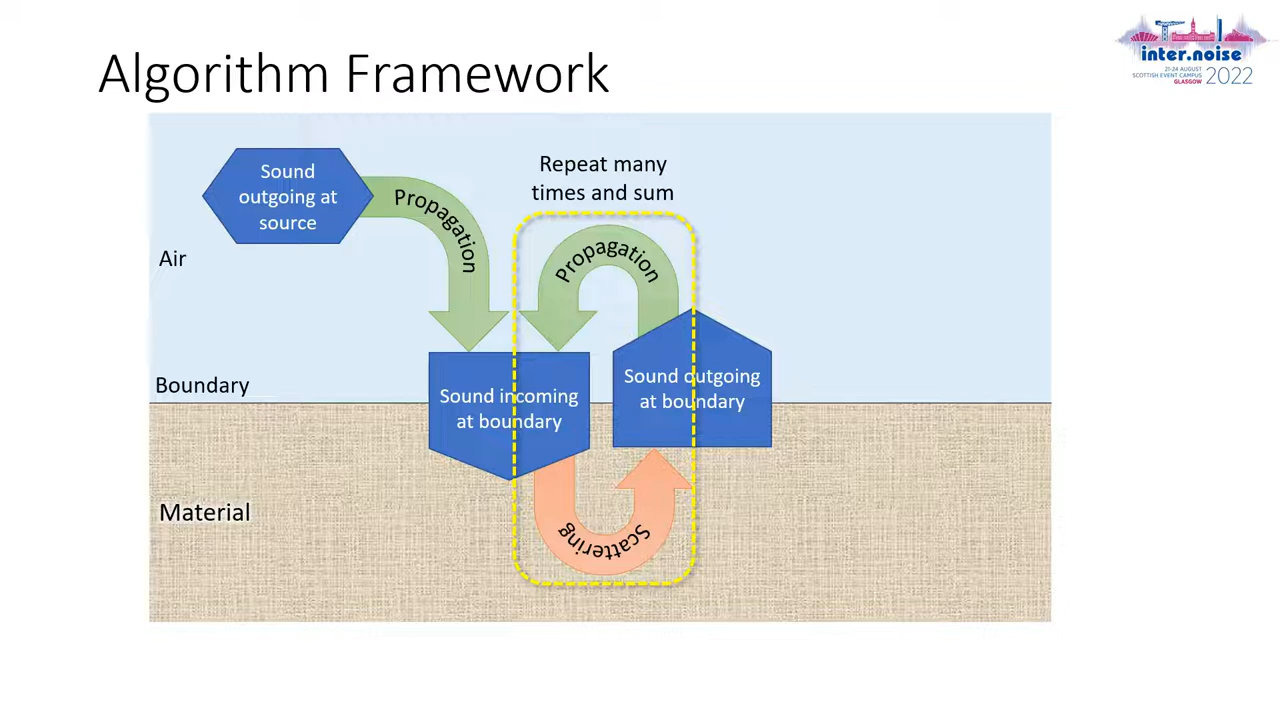 Algorithm Framework
inter.noise
21-24 AUGUST
SCOTTISH EVENT CAMPUS
GLASGOW
2022
Sound
outgoing at
source
Propagation
Repeat many
times and sum
Propagation
Air
Boundary
Sound incoming
at boundary
Sound outgoing
at boundary
Material
Scattering